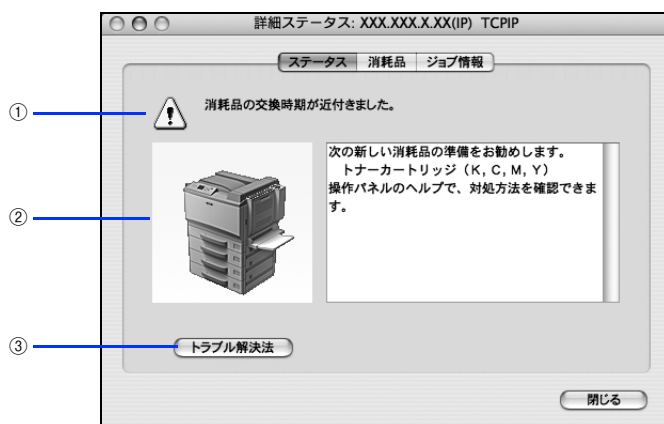 詳細ステータス: XXX.XXX.X.XX(IP) TCPIP
ステータス 消耗品 ジョブ情報
① 消耗品の交換時期が近付きました。
②
次の新しい消耗品の準備をお勧めします。
トナーカートリッジ（K, C, M, Y）
操作パネルのヘルプで、対処方法を確認できま
す。
③ トラブル解決法
閉じる